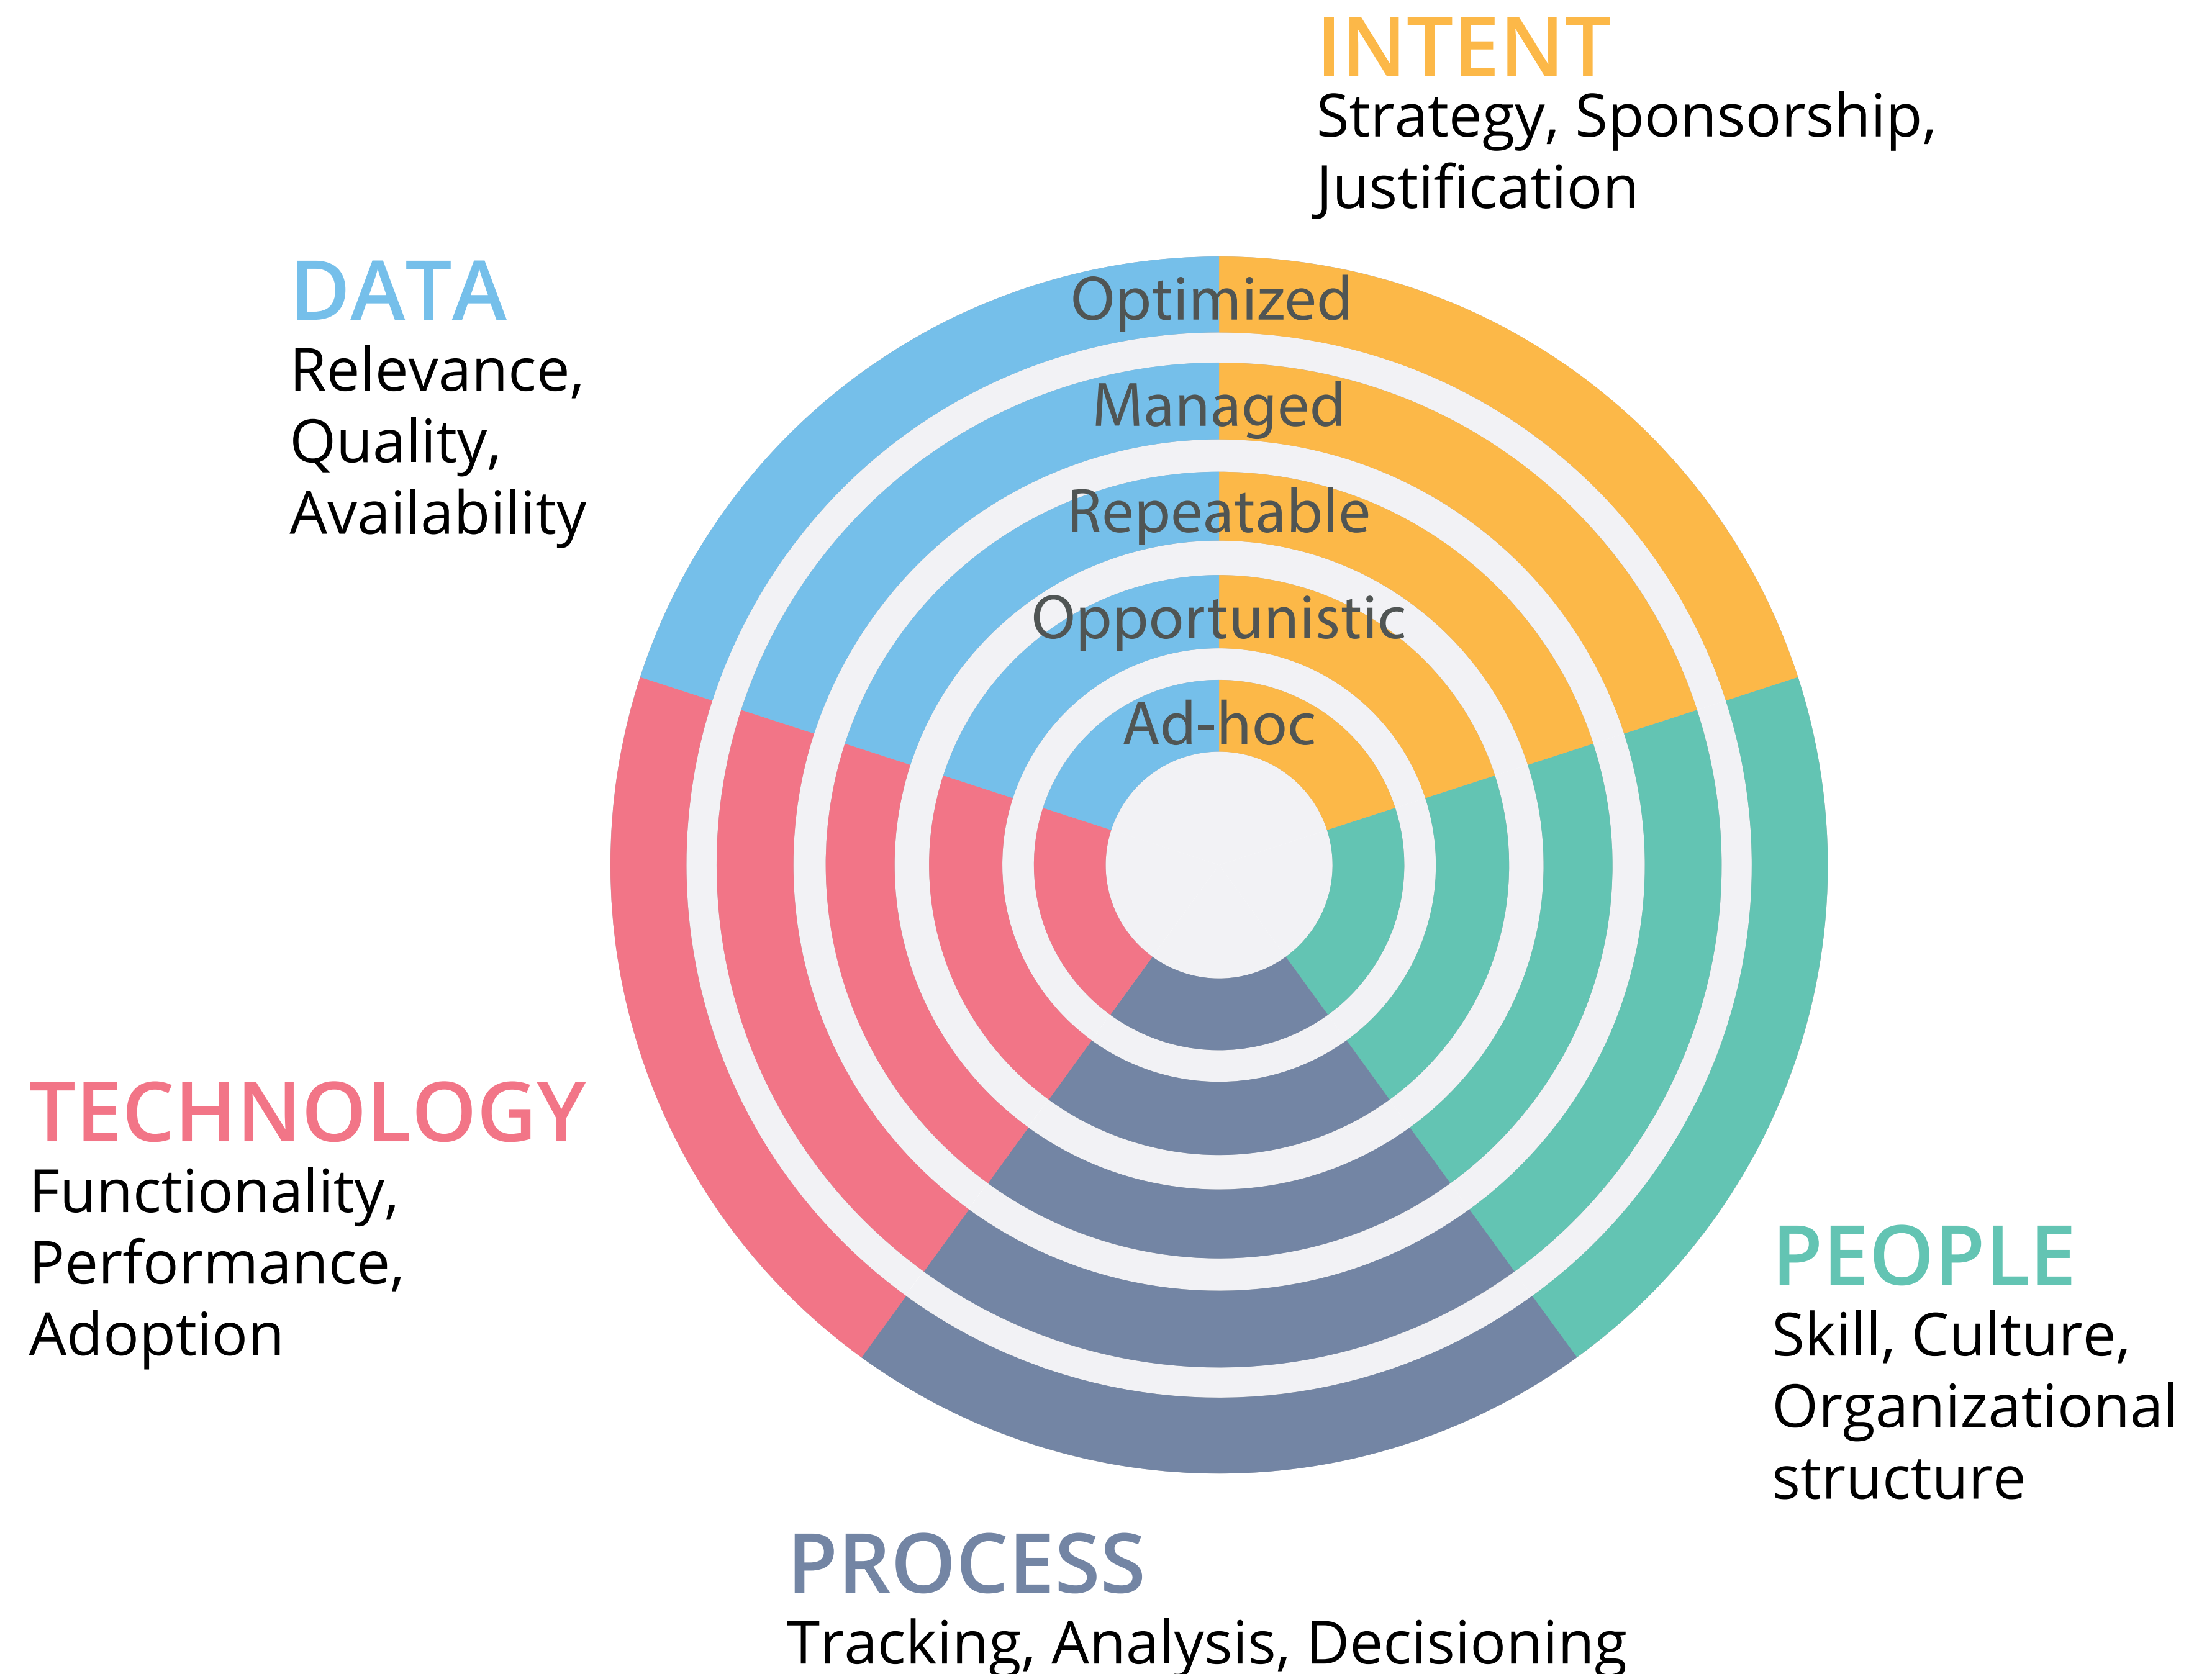 INTENT
Strategy, Sponsorship,
Justification
DATA
Relevance,
Quality,
Availability
Optimized
Managed
Repeatable
Opportunistic
Ad-hoc
TECHNOLOGY
Functionality,
Performance,
Adoption
PEOPLE
Skill, Culture,
Organizational
structure
PROCESS
Tracking, Analysis, Decisioning